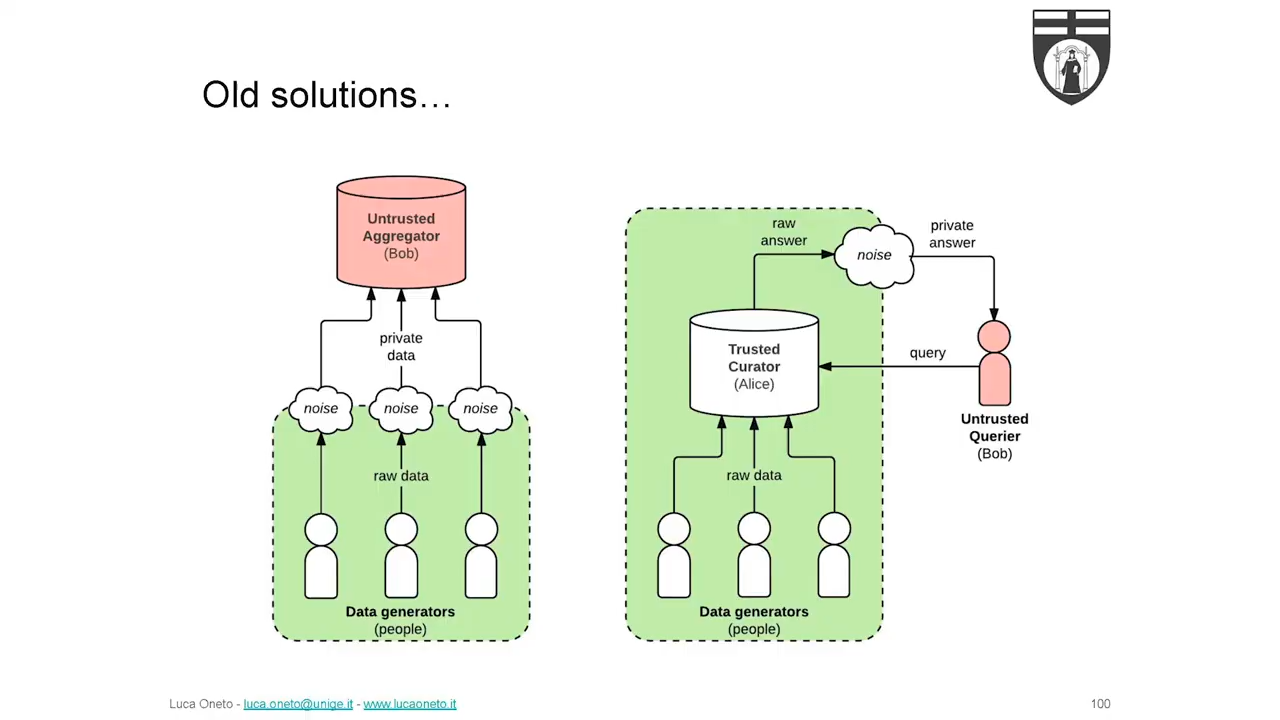 Old solutions…
Untrusted
Aggregator
(Bob)
private
data
noise
noise
noise
raw data
Data generators
(people)
raw
answer
noise
private
answer
Trusted
Curator
(Alice)
query
Untrusted
Querier
(Bob)
raw data
Data generators
(people)
Luca Oneto - luca.oneto@unige.it - www.lucaoneto.it
100